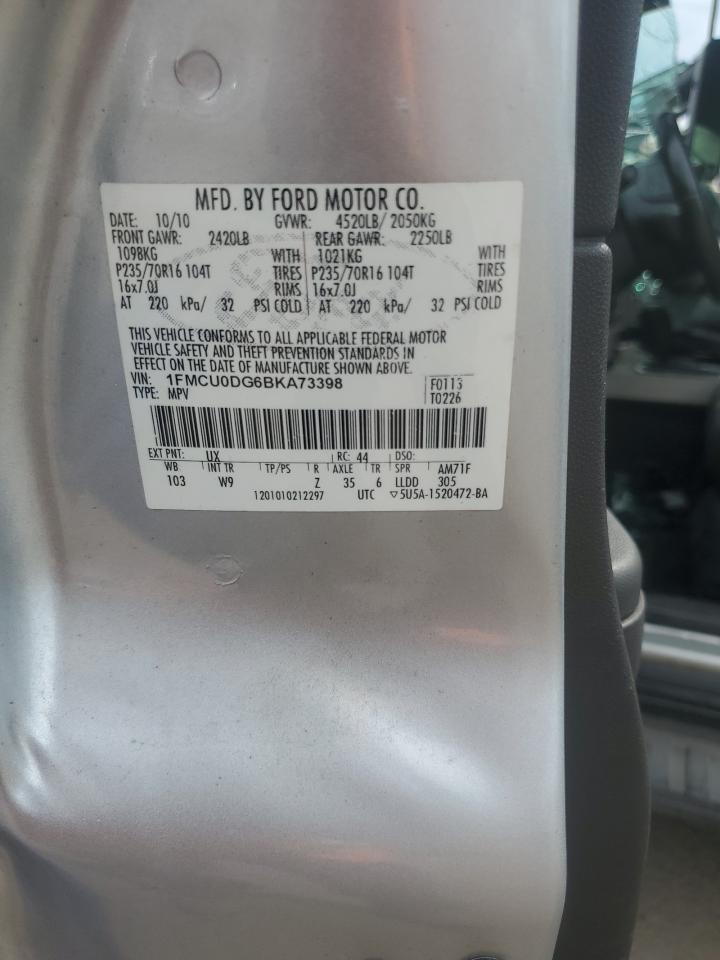 MFD. BY FORD MOTOR CO.
DATE: 10/10 GVWR: 4520LB/ 2050KG
FRONT GAWR: 2420LB REAR GAWR: 2250LB
1098KG WITH 1021KG WITH
P235/70R16 104T TIRES P235/70R16 104T TIRES
16x7.0J RIMS 16x7.0J RIMS
AT 220 kPa/ 32 PSI COLD AT 220 kPa/ 32 PSI COLD
THIS VEHICLE CONFORMS TO ALL APPLICABLE FEDERAL MOTOR
VEHICLE SAFETY AND THEFT PREVENTION STANDARDS IN
EFFECT ON THE DATE OF MANUFACTURE SHOWN ABOVE.
VIN: 1FMCU0DG6BKA73398 F0113
TYPE: MPV T0226
EXT PNT: UX RC: 44 DSO:
WB INT TR TP/PS R AXLE TR SPR AM71F
103 W9 Z 35 6 LLDD 305
1201010212297 UTC ▽5U5A-1520472-BA